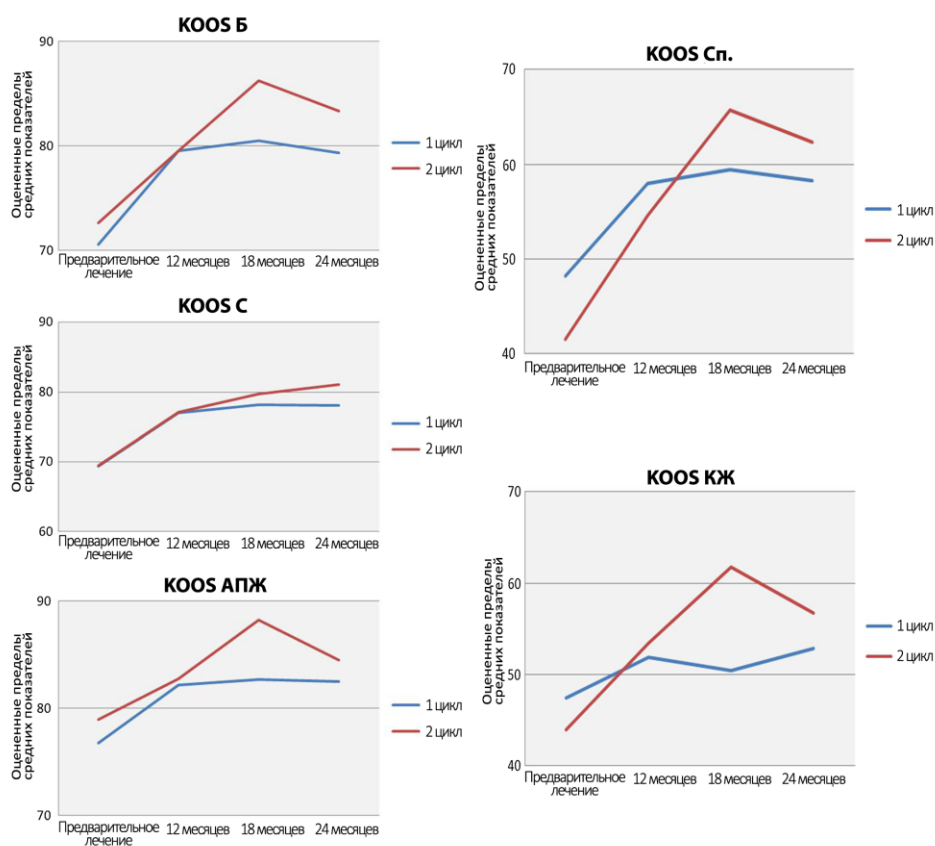 KOOS Б
Оцененные пределы
средних показателей
90
80
70
Предварительное
лечение
12 месяцев
18 месяцев
24 месяцев
1 цикл
2 цикл
KOOS С
Оцененные пределы
средних показателей
90
80
70
60
Предварительное
лечение
12 месяцев
18 месяцев
24 месяцев
1 цикл
2 цикл
KOOS АПЖ
Оцененные пределы
средних показателей
90
80
70
Предварительное
лечение
12 месяцев
18 месяцев
24 месяцев
1 цикл
2 цикл
KOOS Сп.
Оцененные пределы
средних показателей
70
60
50
40
Предварительное
лечение
12 месяцев
18 месяцев
24 месяцев
1 цикл
2 цикл
KOOS КЖ
Оцененные пределы
средних показателей
70
60
50
40
Предварительное
лечение
12 месяцев
18 месяцев
24 месяцев
1 цикл
2 цикл